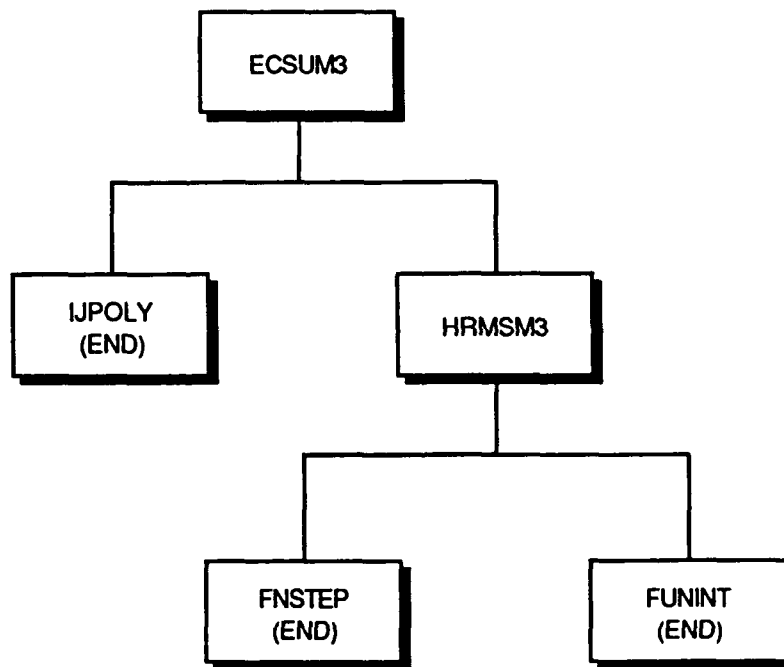 ECSUM3
IJPOLY
(END)
HRMSM3
FNSTEP
(END)
FUNINT
(END)